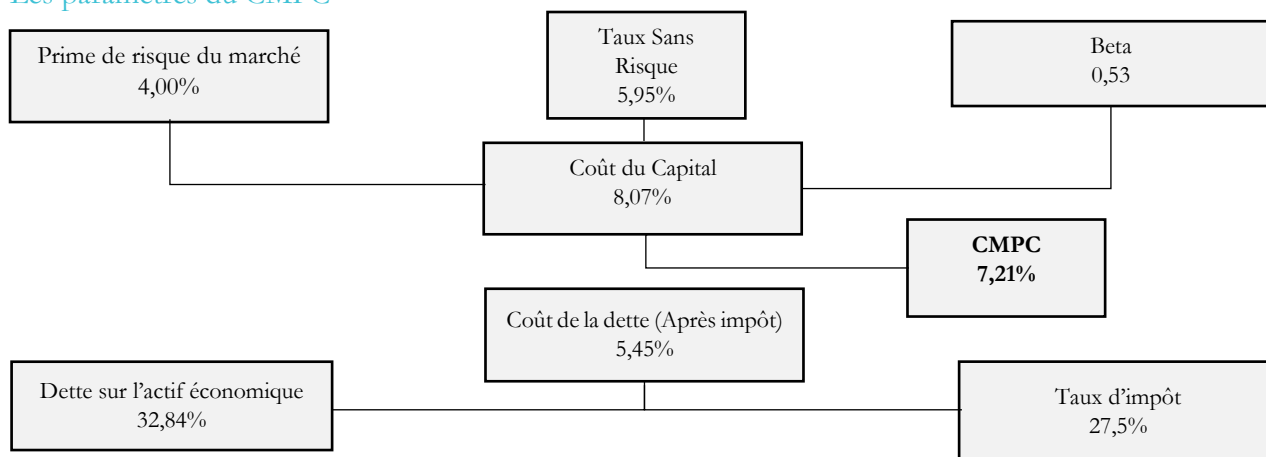 Les paramètres du CMPC
Prime de risque du marché
4,00%
Taux Sans
Risque
5,95%
Beta
0,53
Coût du Capital
8,07%
CMPC
7,21%
Coût de la dette (Après impôt)
5,45%
Dette sur l’actif économique
32,84%
Taux d’impôt
27,5%